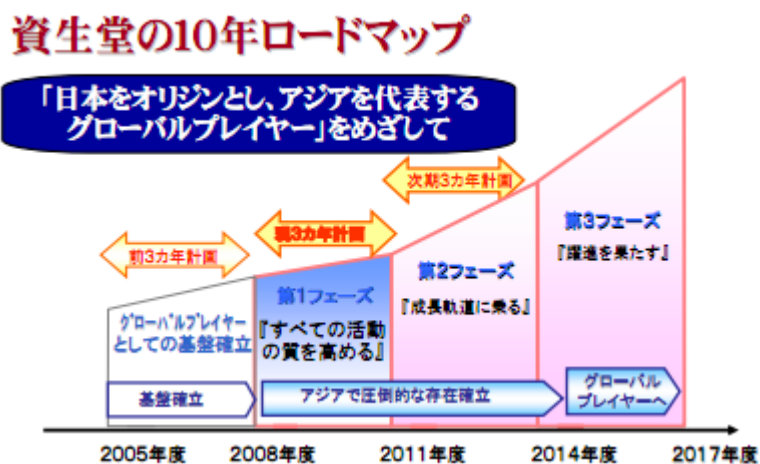 資生堂の10年ロードマップ
「日本をオリジンとし、アジアを代表する
グローバルプレイヤー」をめざして
次期3カ年計画
現3カ年計画
前3カ年計画
第3フェーズ
『躍進を果たす』
第2フェーズ
『成長軌道に乗る』
第1フェーズ
『すべての活動
の質を高める』
グローバルプレイヤー
としての基盤確立
基盤確立
アジアで圧倒的な存在確立
グローバル
プレイヤーへ
2005年度
2008年度
2011年度
2014年度
2017年度